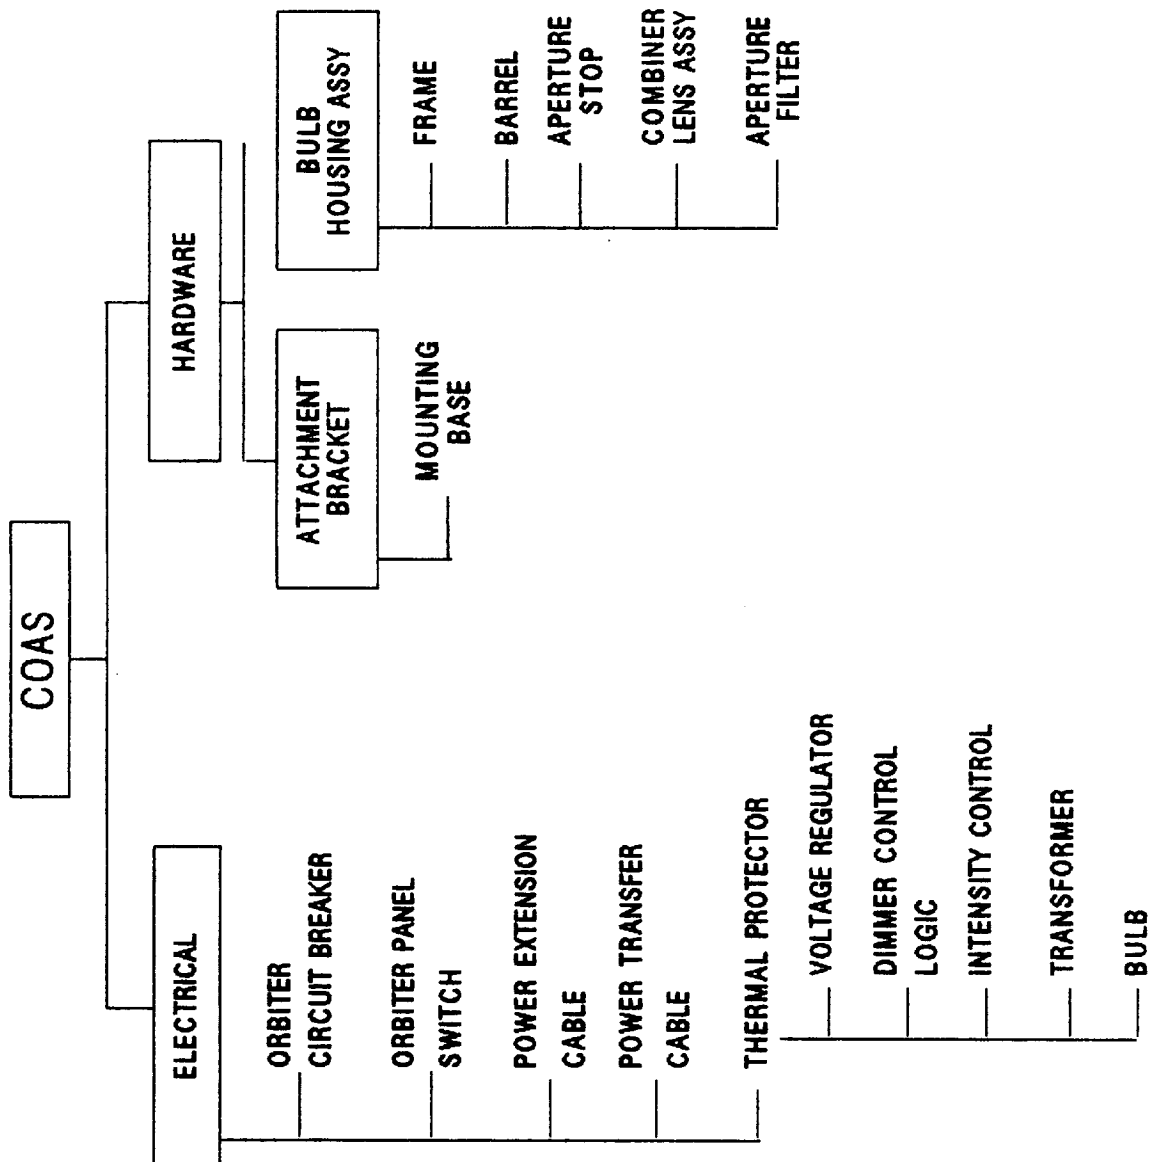 COAS
ELECTRICAL
ORBITER
CIRCUIT BREAKER
ORBITER PANEL
SWITCH
POWER EXTENSION
CABLE
POWER TRANSFER
CABLE
THERMAL PROTECTOR
VOLTAGE REGULATOR
DIMMER CONTROL
LOGIC
INTENSITY CONTROL
TRANSFORMER
BULB
HARDWARE
ATTACHMENT
BRACKET
MOUNTING
BASE
BULB
HOUSING ASSY
FRAME
BARREL
APERTURE
STOP
COMBINER
LENS ASSY
APERTURE
FILTER